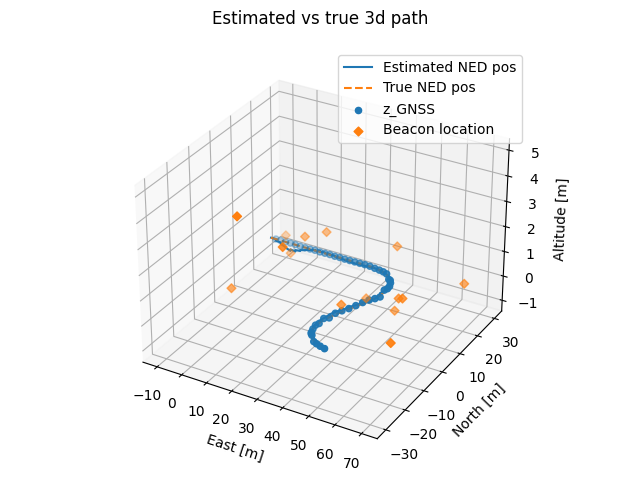 Estimated vs true 3d path
Estimated NED pos
True NED pos
z_GNSS
Beacon location
5
4
3
2
1
0
−1
Altitude [m]
−10
0
10
20
30
40
50
60
70
East [m]
−30
−20
−10
0
10
20
30
North [m]